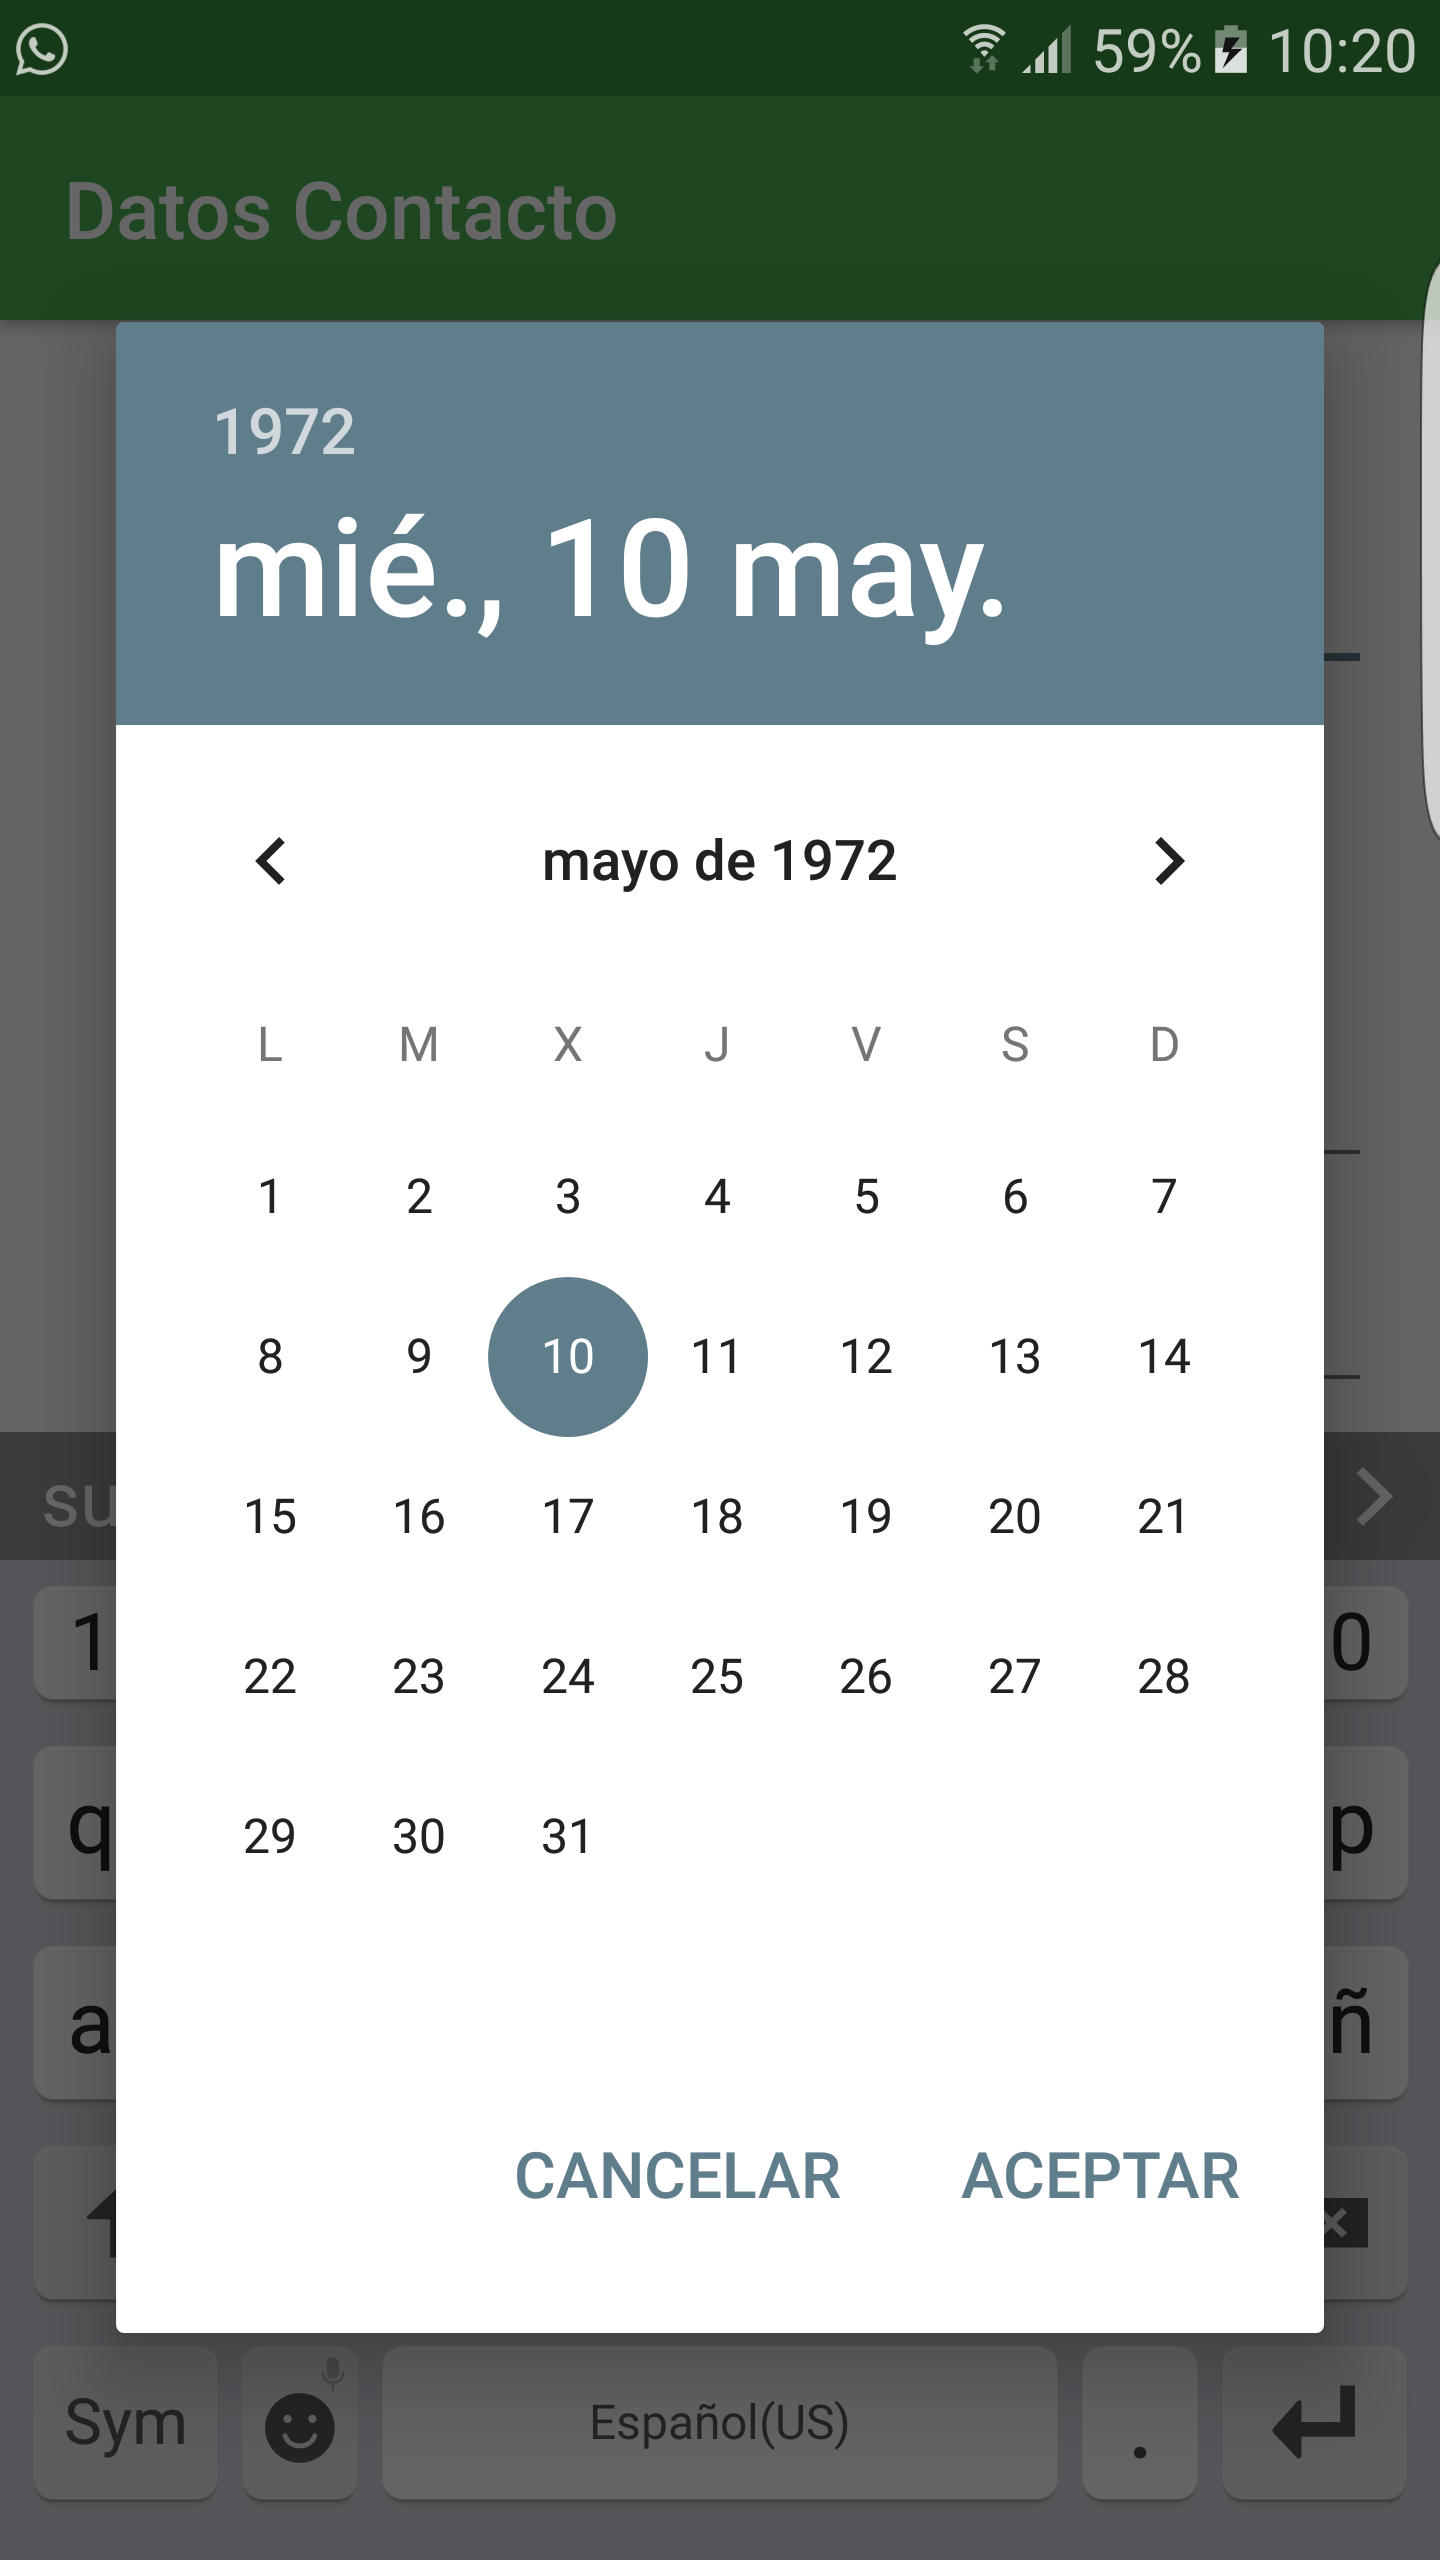 59% 10:20
Datos Contacto
1972
mié., 10 may.
mayo de 1972
L M X J V S D
1 2 3 4 5 6 7
8 9 10 11 12 13 14
15 16 17 18 19 20 21
su
22 23 24 25 26 27 28
1 0
29 30 31
q p
a ñ
CANCELAR ACEPTAR
Sym Español(US) .